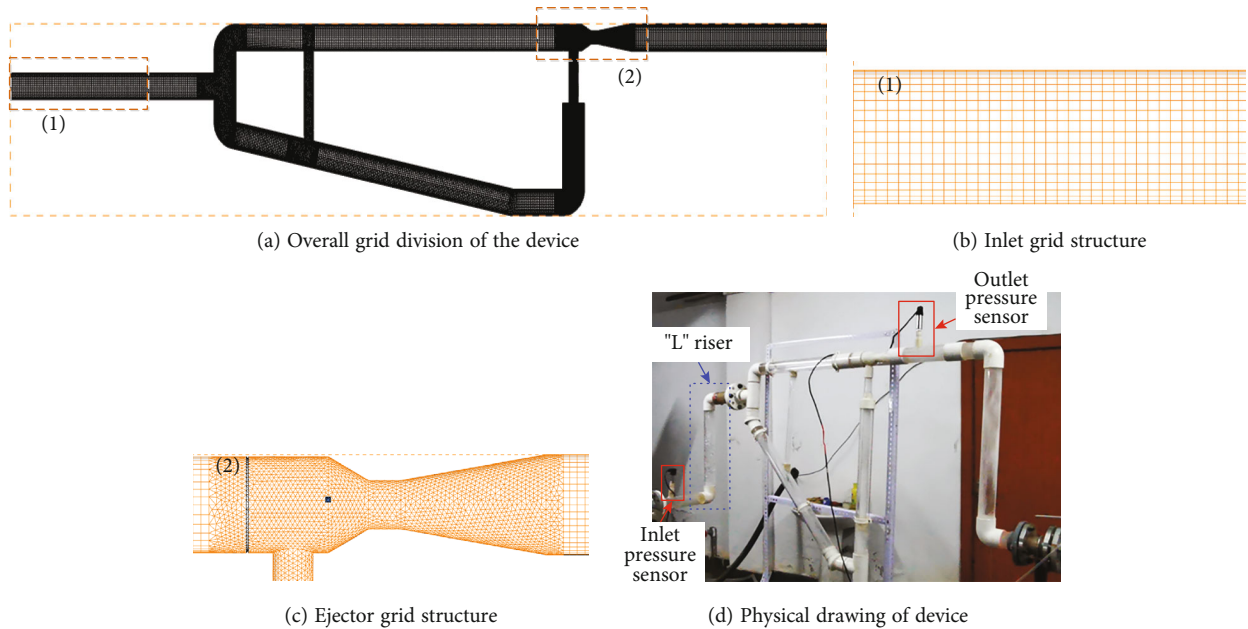 (1)
(2)
(a) Overall grid division of the device
(1)
(b) Inlet grid structure
(2)
(c) Ejector grid structure
"L" riser
Outlet
pressure
sensor
Inlet
pressure
sensor
(d) Physical drawing of device